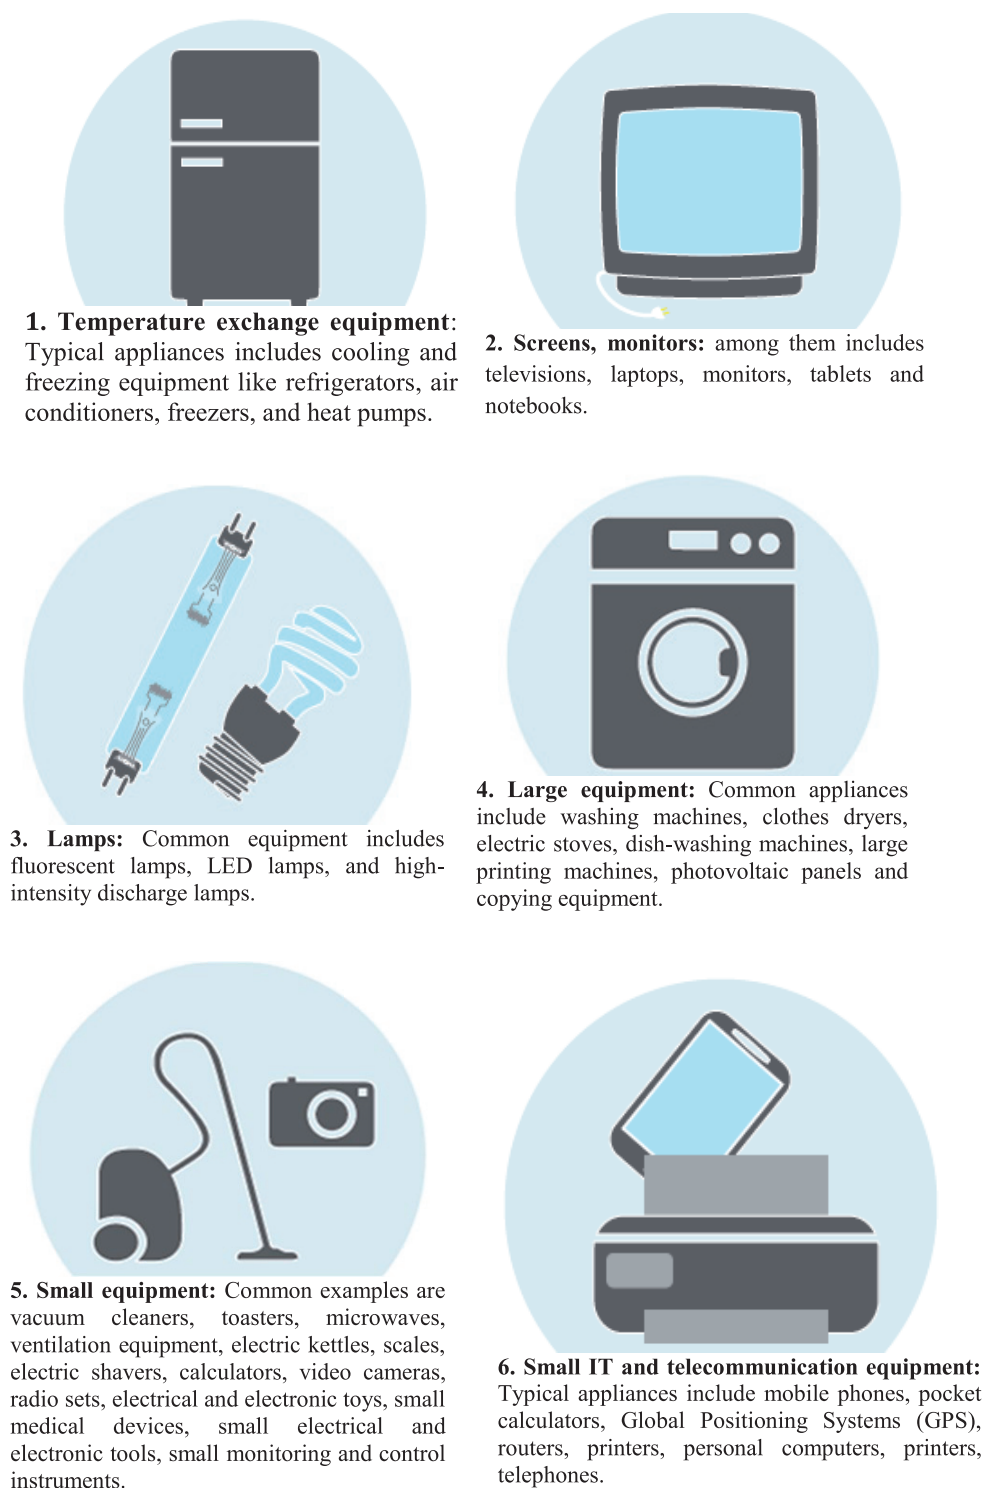 1. Temperature exchange equipment:
Typical appliances includes cooling and
freezing equipment like refrigerators, air
conditioners, freezers, and heat pumps.
2. Screens, monitors: among them includes
televisions, laptops, monitors, tablets and
notebooks.
3. Lamps: Common equipment includes
fluorescent lamps, LED lamps, and high-
intensity discharge lamps.
4. Large equipment: Common appliances
include washing machines, clothes dryers,
electric stoves, dish-washing machines, large
printing machines, photovoltaic panels and
copying equipment.
5. Small equipment: Common examples are
vacuum cleaners, toasters, microwaves,
ventilation equipment, electric kettles, scales,
electric shavers, calculators, video cameras,
radio sets, electrical and electronic toys, small
medical devices, small electrical and
electronic tools, small monitoring and control
instruments.
6. Small IT and telecommunication equipment:
Typical appliances include mobile phones, pocket
calculators, Global Positioning Systems (GPS),
routers, printers, personal computers, printers,
telephones.